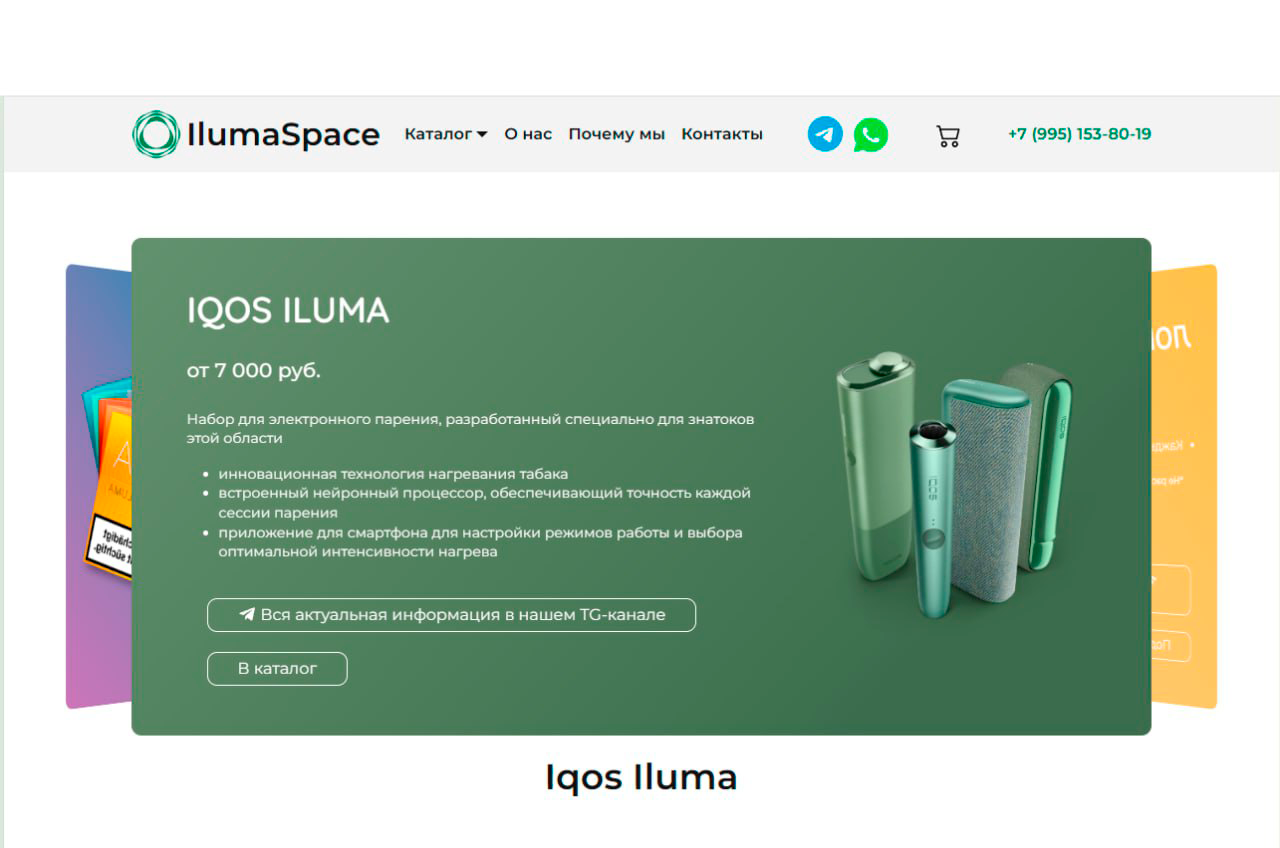 IlumaSpace Каталог О нас Почему мы Контакты +7 (995) 153-80-19
IQOS ILUMA
от 7 000 руб.
Набор для электронного парения, разработанный специально для знатоков
этой области
инновационная технология нагревания табака
встроенный нейронный процессор, обеспечивающий точность каждой
сессии парения
приложение для смартфона для настройки режимов работы и выбора
оптимальной интенсивности нагрева
Вся актуальная информация в нашем TG-канале
В каталог
IQOS
Iqos Iluma